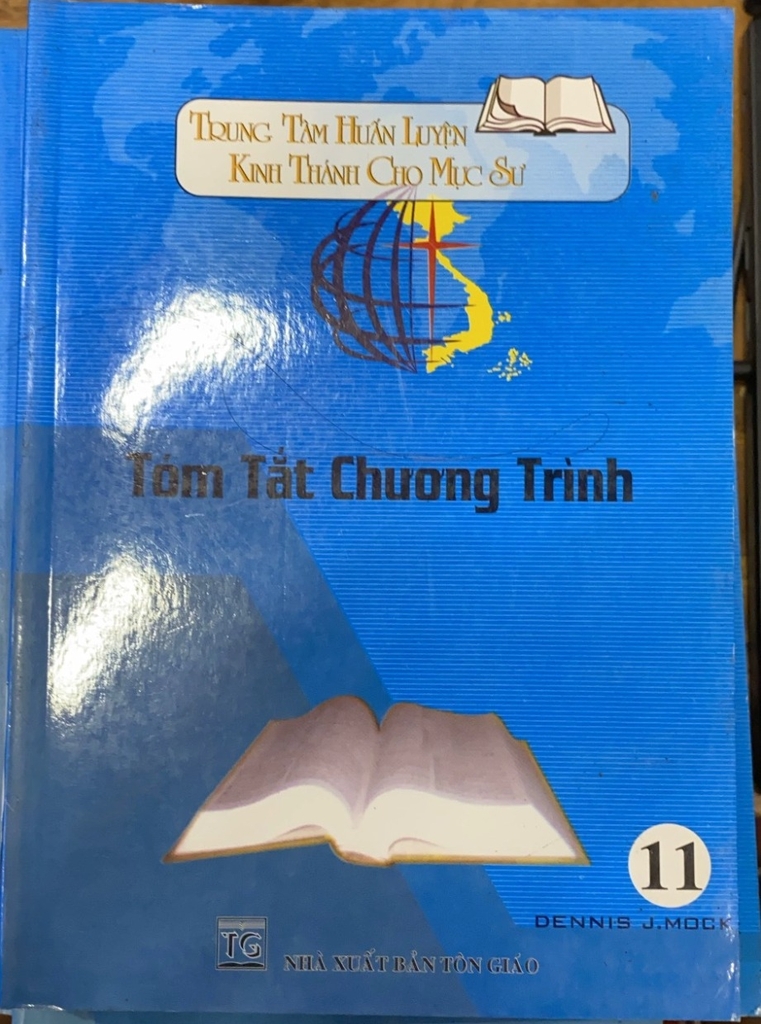 Trung Tâm Huấn Luyện
Kinh Thánh Cho Mục Sư
Tóm Tắt Chương Trình
11
DENNIS J.MOCK
TG
NHÀ XUẤT BẢN TÔN GIÁO